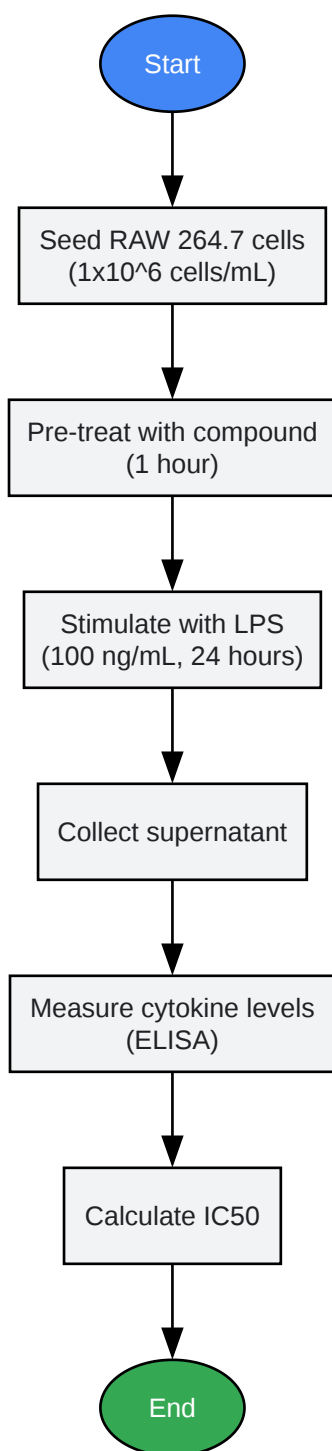 Start
Seed RAW 264.7 cells
(1x10^6 cells/mL)
Pre-treat with compound
(1 hour)
Stimulate with LPS
(100 ng/mL, 24 hours)
Collect supernatant
Measure cytokine levels
(ELISA)
Calculate IC50
End